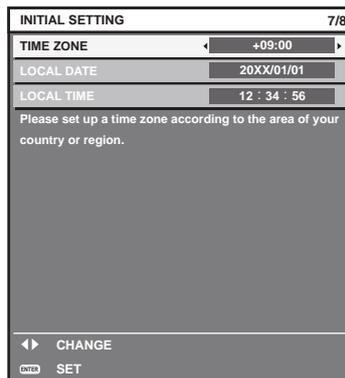 INITIAL SETTING 7/8
TIME ZONE +09:00
LOCAL DATE 20XX/01/01
LOCAL TIME 12 : 34 : 56
Please set up a time zone according to the area of your
country or region.
CHANGE
ENTER SET